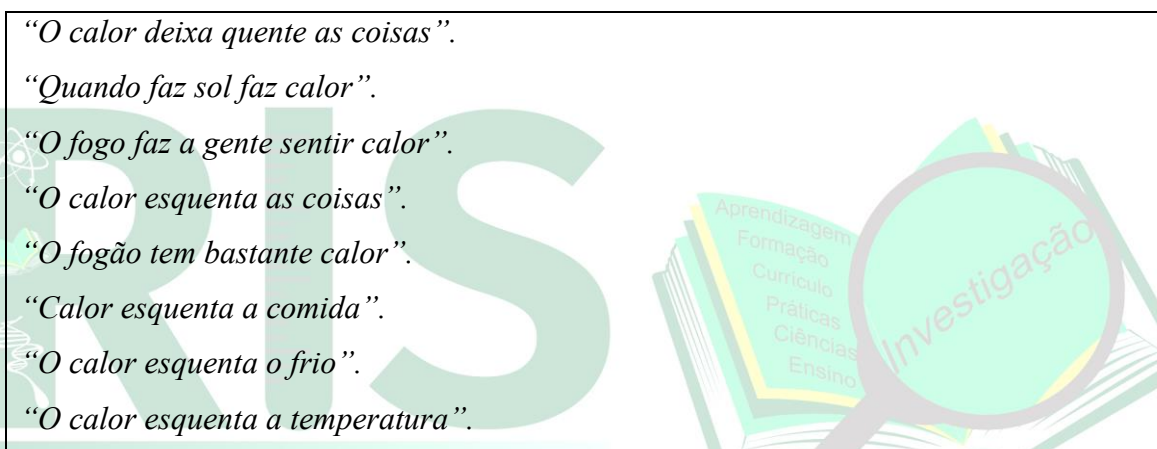 “O calor deixa quente as coisas”.
“Quando faz sol faz calor”.
“O fogo faz a gente sentir calor”.
“O calor esquenta as coisas”.
“O fogão tem bastante calor”.
“Calor esquenta a comida”.
“O calor esquenta o frio”.
“O calor esquenta a temperatura”.
RIS
Aprendizagem
Formação
Currículo
Práticas
Ciências
Ensino
Investigação